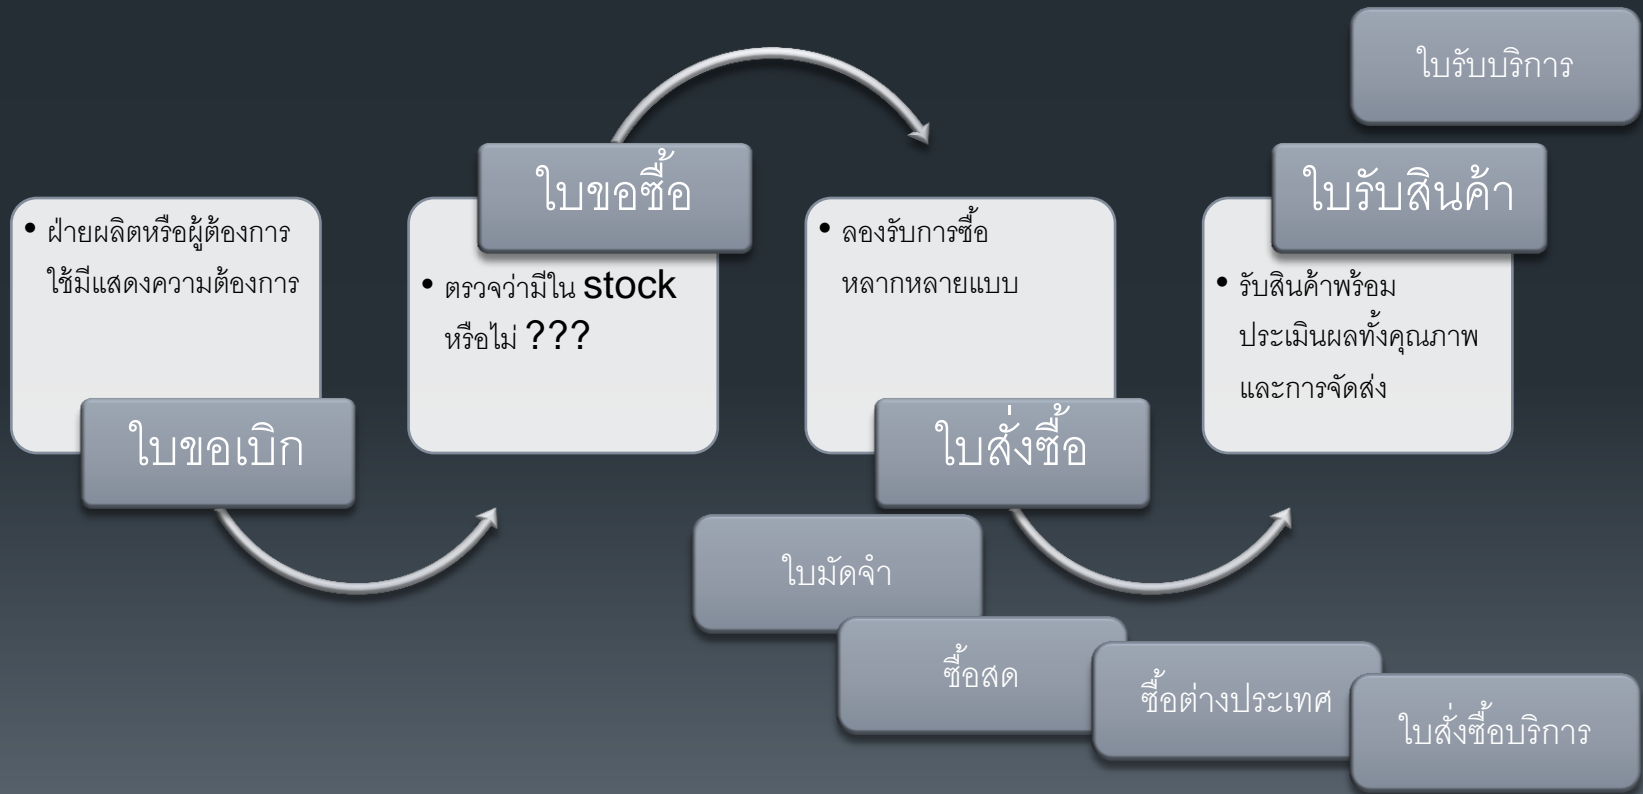 ใบรับบริการ
• ฝ่ายผลิตหรือผู้ต้องการ
ใช้มีแสดงความต้องการ
ใบขอเบิก
ใบขอซื้อ
• ตรวจว่ามีใน stock
หรือไม่ ???
• ลองรับการซื้อ
หลากหลายแบบ
ใบสั่งซื้อ
ใบรับสินค้า
• รับสินค้าพร้อม
ประเมินผลทั้งคุณภาพ
และการจัดส่ง
ใบมัดจำ
ซื้อสด
ซื้อต่างประเทศ
ใบสั่งซื้อบริการ